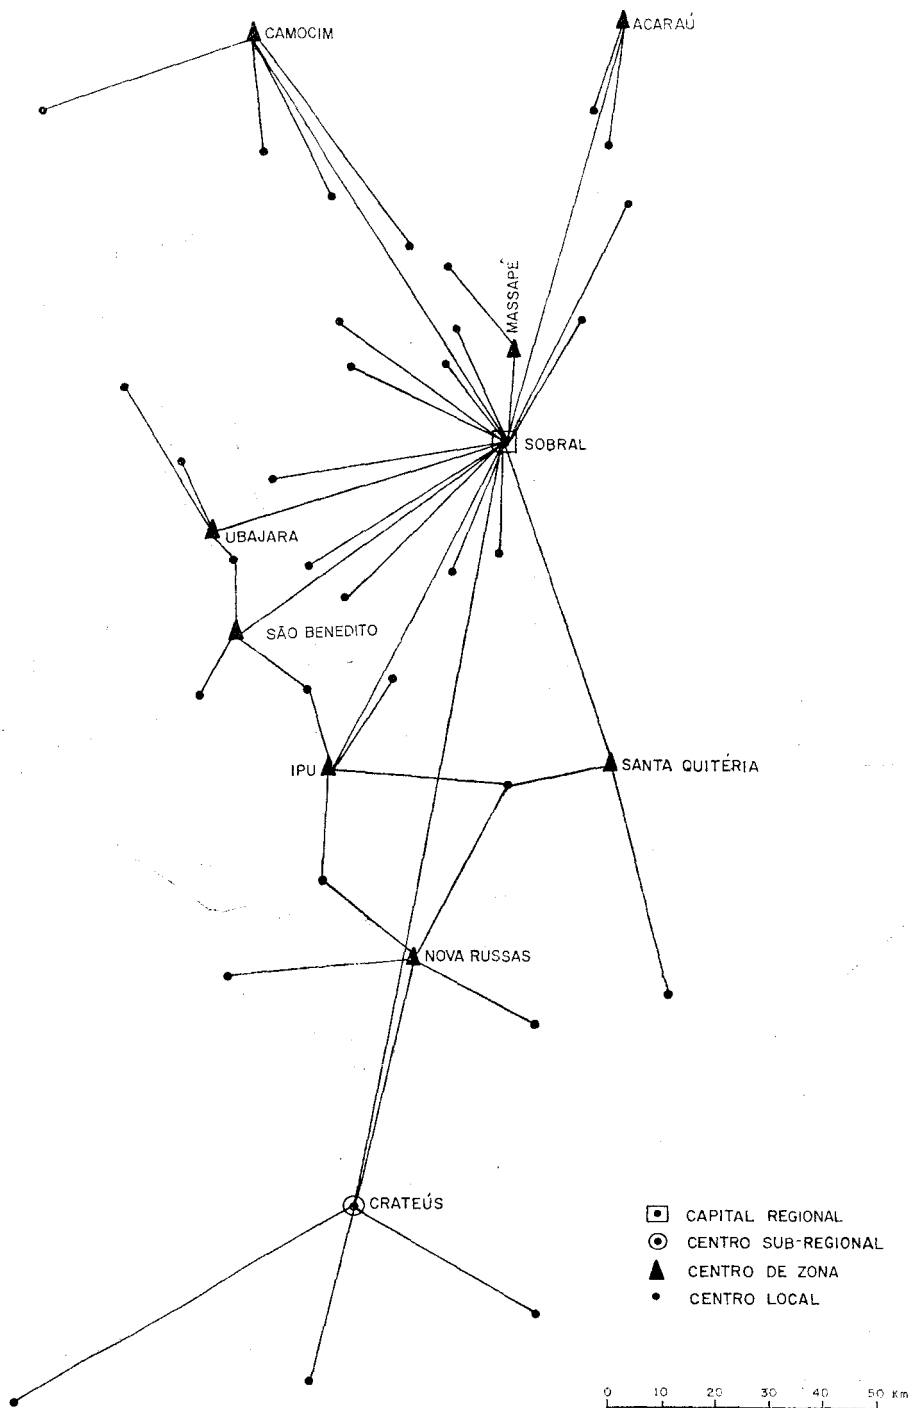 CAMOCIM
ACARAÚ
MASSAPÉ
SOBRAL
UBAJARA
SÃO BENEDITO
IPU
SANTA QUITÉRIA
NOVA RUSSAS
CRATEÚS
CAPITAL REGIONAL
CENTRO SUB-REGIONAL
CENTRO DE ZONA
CENTRO LOCAL
0 10 20 30 40 50 Km